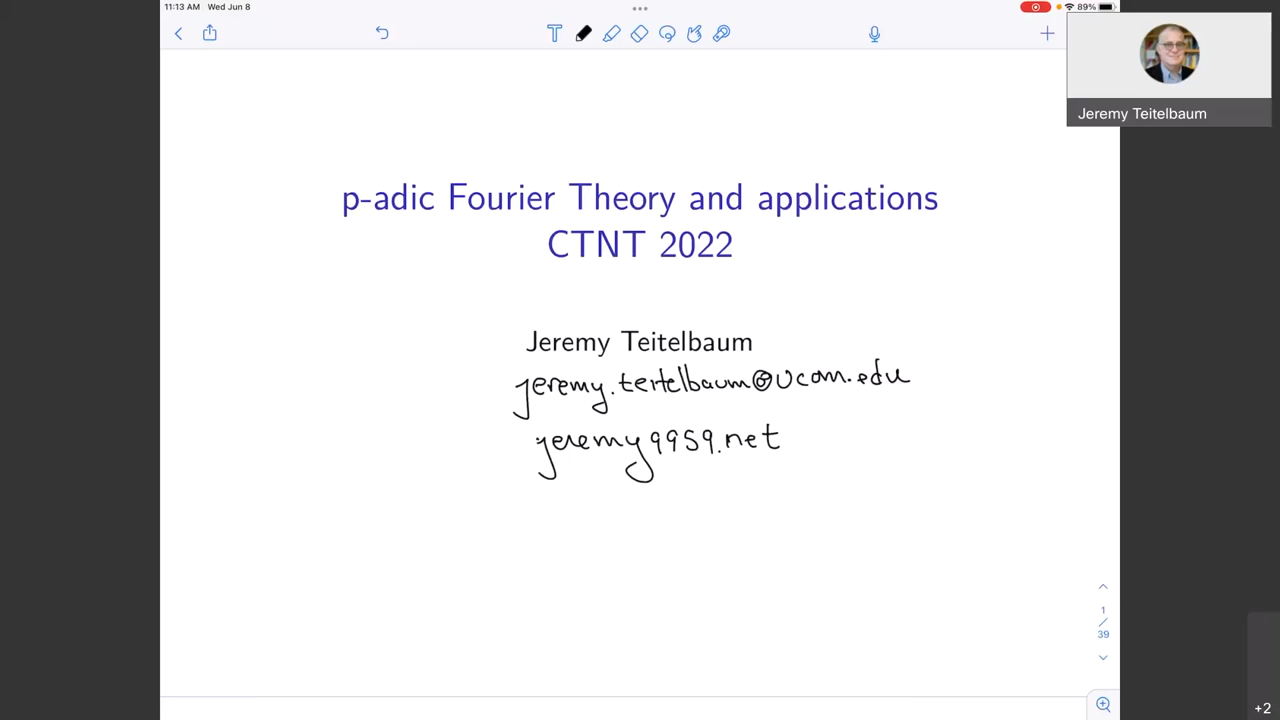 11:13 AM Wed Jun 8
89%
Jeremy Teitelbaum
p-adic Fourier Theory and applications
CTNT 2022
Jeremy Teitelbaum
jeremy.teitelbaum@uconn.edu
jeremy9959.net
1
/
39
+2